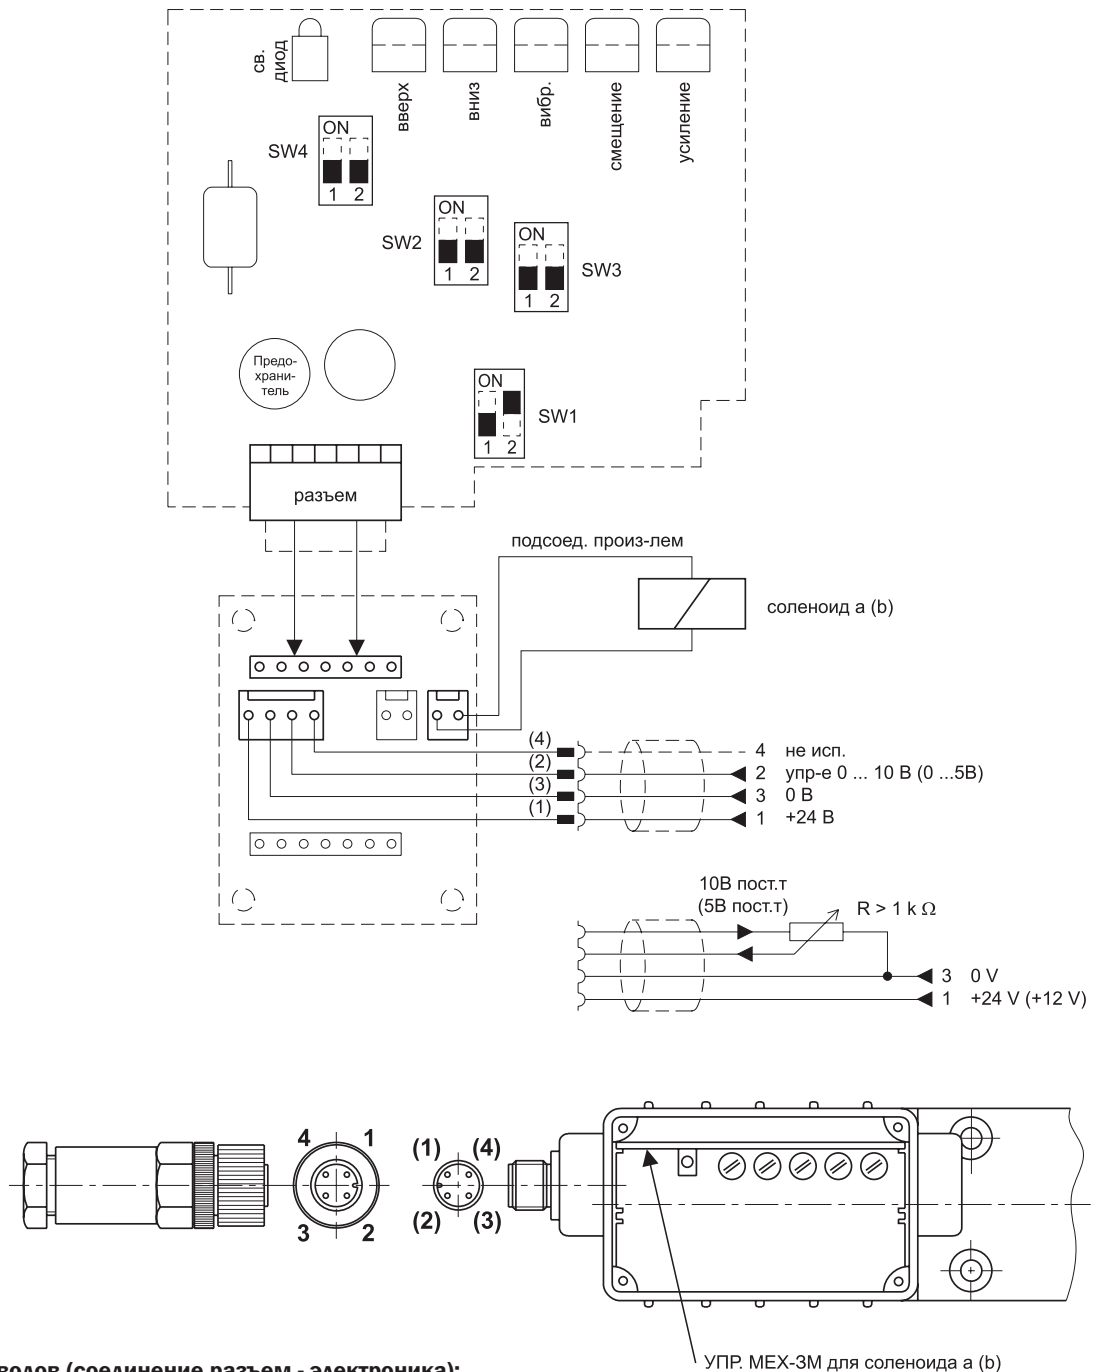 св.
диод
вверх
вниз
вибр.
смещение
усиление
ON
SW4
1 2
ON
SW2
1 2
ON
SW3
1 2
Предо-
храни-
тель
ON
SW1
1 2
разъем
подсоед. произ-лем
соленоид a (b)
(4)
4 не исп.
(2)
2 упр-е 0 ... 10 В (0 ...5В)
(3)
3 0 В
(1)
1 +24 В
10В пост.т
(5В пост.т)
R > 1 k Ω
3 0 V
1 +24 V (+12 V)
4 1
3 2
(1) (4)
(2) (3)
УПР. МЕХ-ЗМ для соленоида a (b)
водов (соединение разъем - электроника):